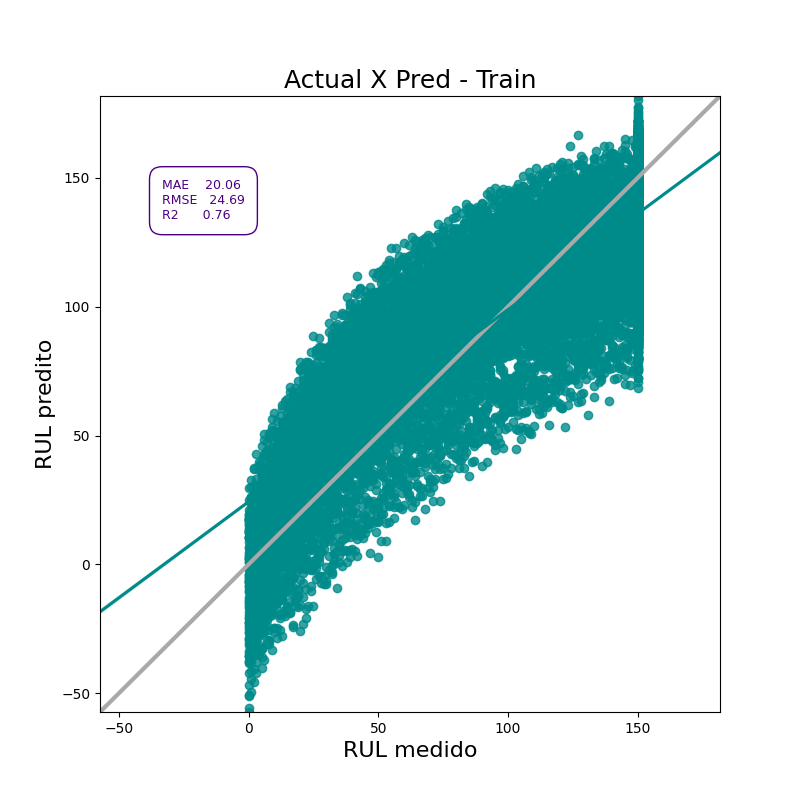 Actual X Pred - Train
MAE 20.06
RMSE 24.69
R2 0.76
RUL predito
150
100
50
0
−50
−50 0 50 100 150
RUL medido